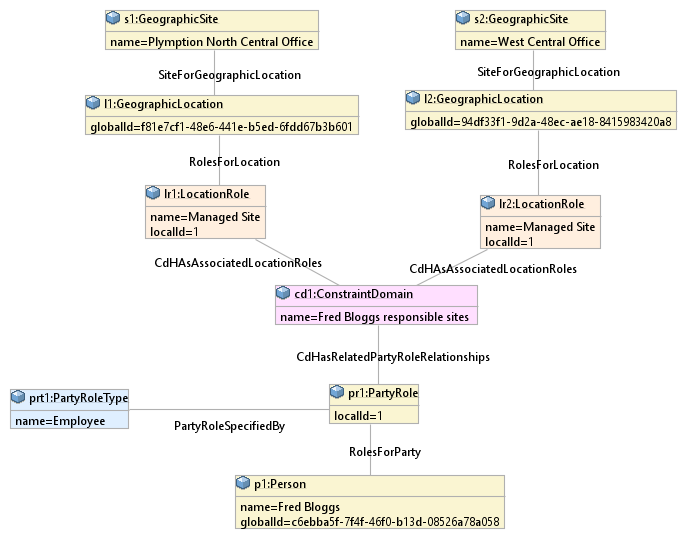 s1:GeographicSite
name=Plymption North Central Office
s2:GeographicSite
name=West Central Office
SiteForGeographicLocation
SiteForGeographicLocation
l1:GeographicLocation
globalId=f81e7cf1-48e6-441e-b5ed-6fdd67b3b601
l2:GeographicLocation
globalId=94df33f1-9d2a-48ec-ae18-8415983420a8
RolesForLocation
RolesForLocation
lr1:LocationRole
name=Managed Site
localId=1
lr2:LocationRole
name=Managed Site
localId=1
CdHAsAssociatedLocationRoles
CdHAsAssociatedLocationRoles
cd1:ConstraintDomain
name=Fred Bloggs responsible sites
CdHasRelatedPartyRoleRelationships
prt1:PartyRoleType
name=Employee
pr1:PartyRole
localId=1
PartyRoleSpecifiedBy
RolesForParty
p1:Person
name=Fred Bloggs
globalId=c6ebba5f-7f4f-46f0-b13d-08526a78a058